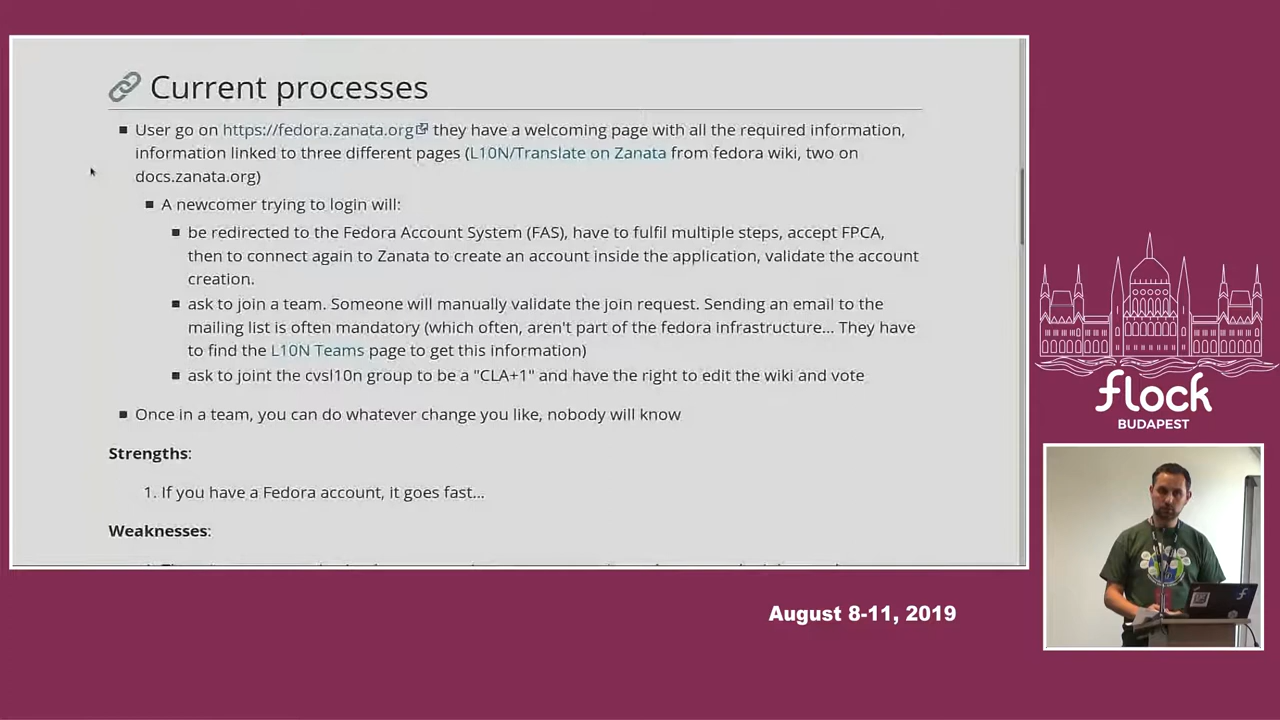 Current processes
User go on https://fedora.zanata.org they have a welcoming page with all the required information,
information linked to three different pages (L10N/Translate on Zanata from fedora wiki, two on
docs.zanata.org)
A newcomer trying to login will:
be redirected to the Fedora Account System (FAS), have to fulfil multiple steps, accept FPCA,
then to connect again to Zanata to create an account inside the application, validate the account
creation.
ask to join a team. Someone will manually validate the join request. Sending an email to the
mailing list is often mandatory (which often, aren't part of the fedora infrastructure... They have
to find the L10N Teams page to get this information)
ask to joint the cvsl10n group to be a "CLA+1" and have the right to edit the wiki and vote
Once in a team, you can do whatever change you like, nobody will know
Strengths:
1. If you have a Fedora account, it goes fast...
Weaknesses:
flock
BUDAPEST
August 8-11, 2019